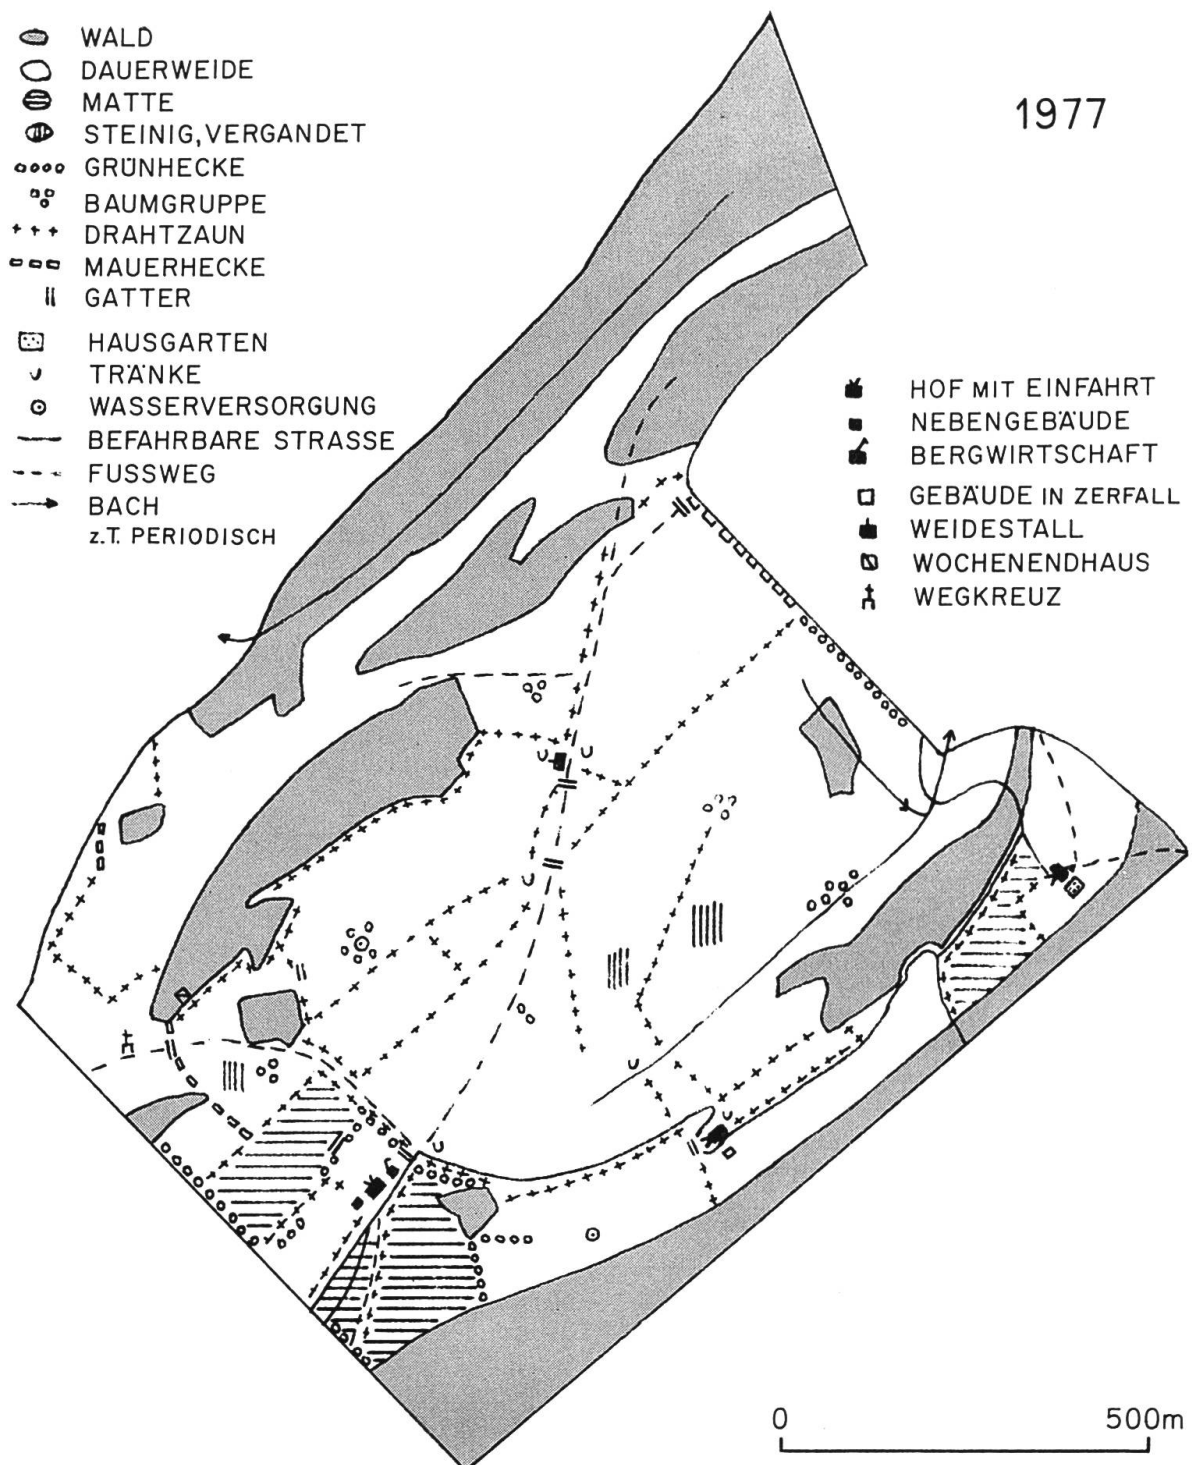 WALD
DAUERWEIDE
MATTE
STEINIG, VERGANDET
GRÜNHECKE
BAUMGRUPPE
DRAHTZAUN
MAUERHECKE
GATTER
HAUSGARTEN
TRÄNKE
WASSERVERSORGUNG
BEFAHRBARE STRASSE
FUSSWEG
BACH
z.T. PERIODISCH
1977
HOF MIT EINFAHRT
NEBENGEBÄUDE
BERGWIRTSCHAFT
GEBÄUDE IN ZERFALL
WEIDESTALL
WOCHENENDHAUS
WEGKREUZ
0 500m